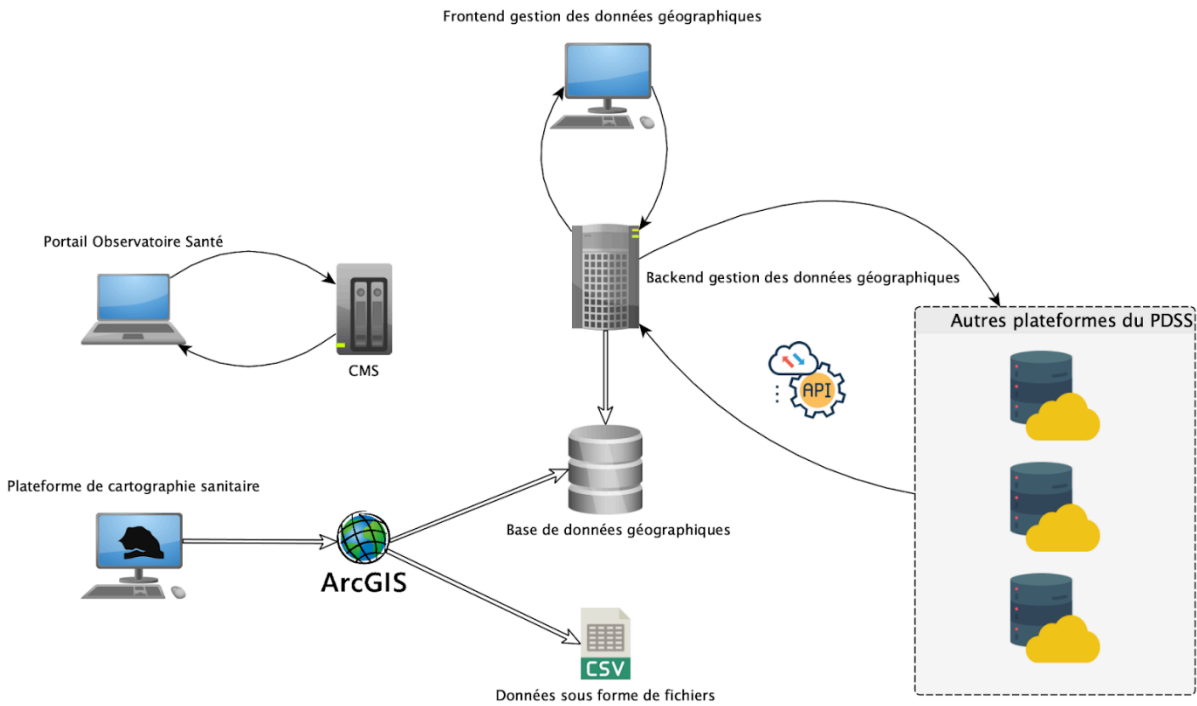 Frontend gestion des données géographiques
Portail Observatoire Santé
Backend gestion des données géographiques
Autres plateformes du PDSS
CMS
API
Plateforme de cartographie sanitaire
Base de données géographiques
ArcGIS
CSV
Données sous forme de fichiers